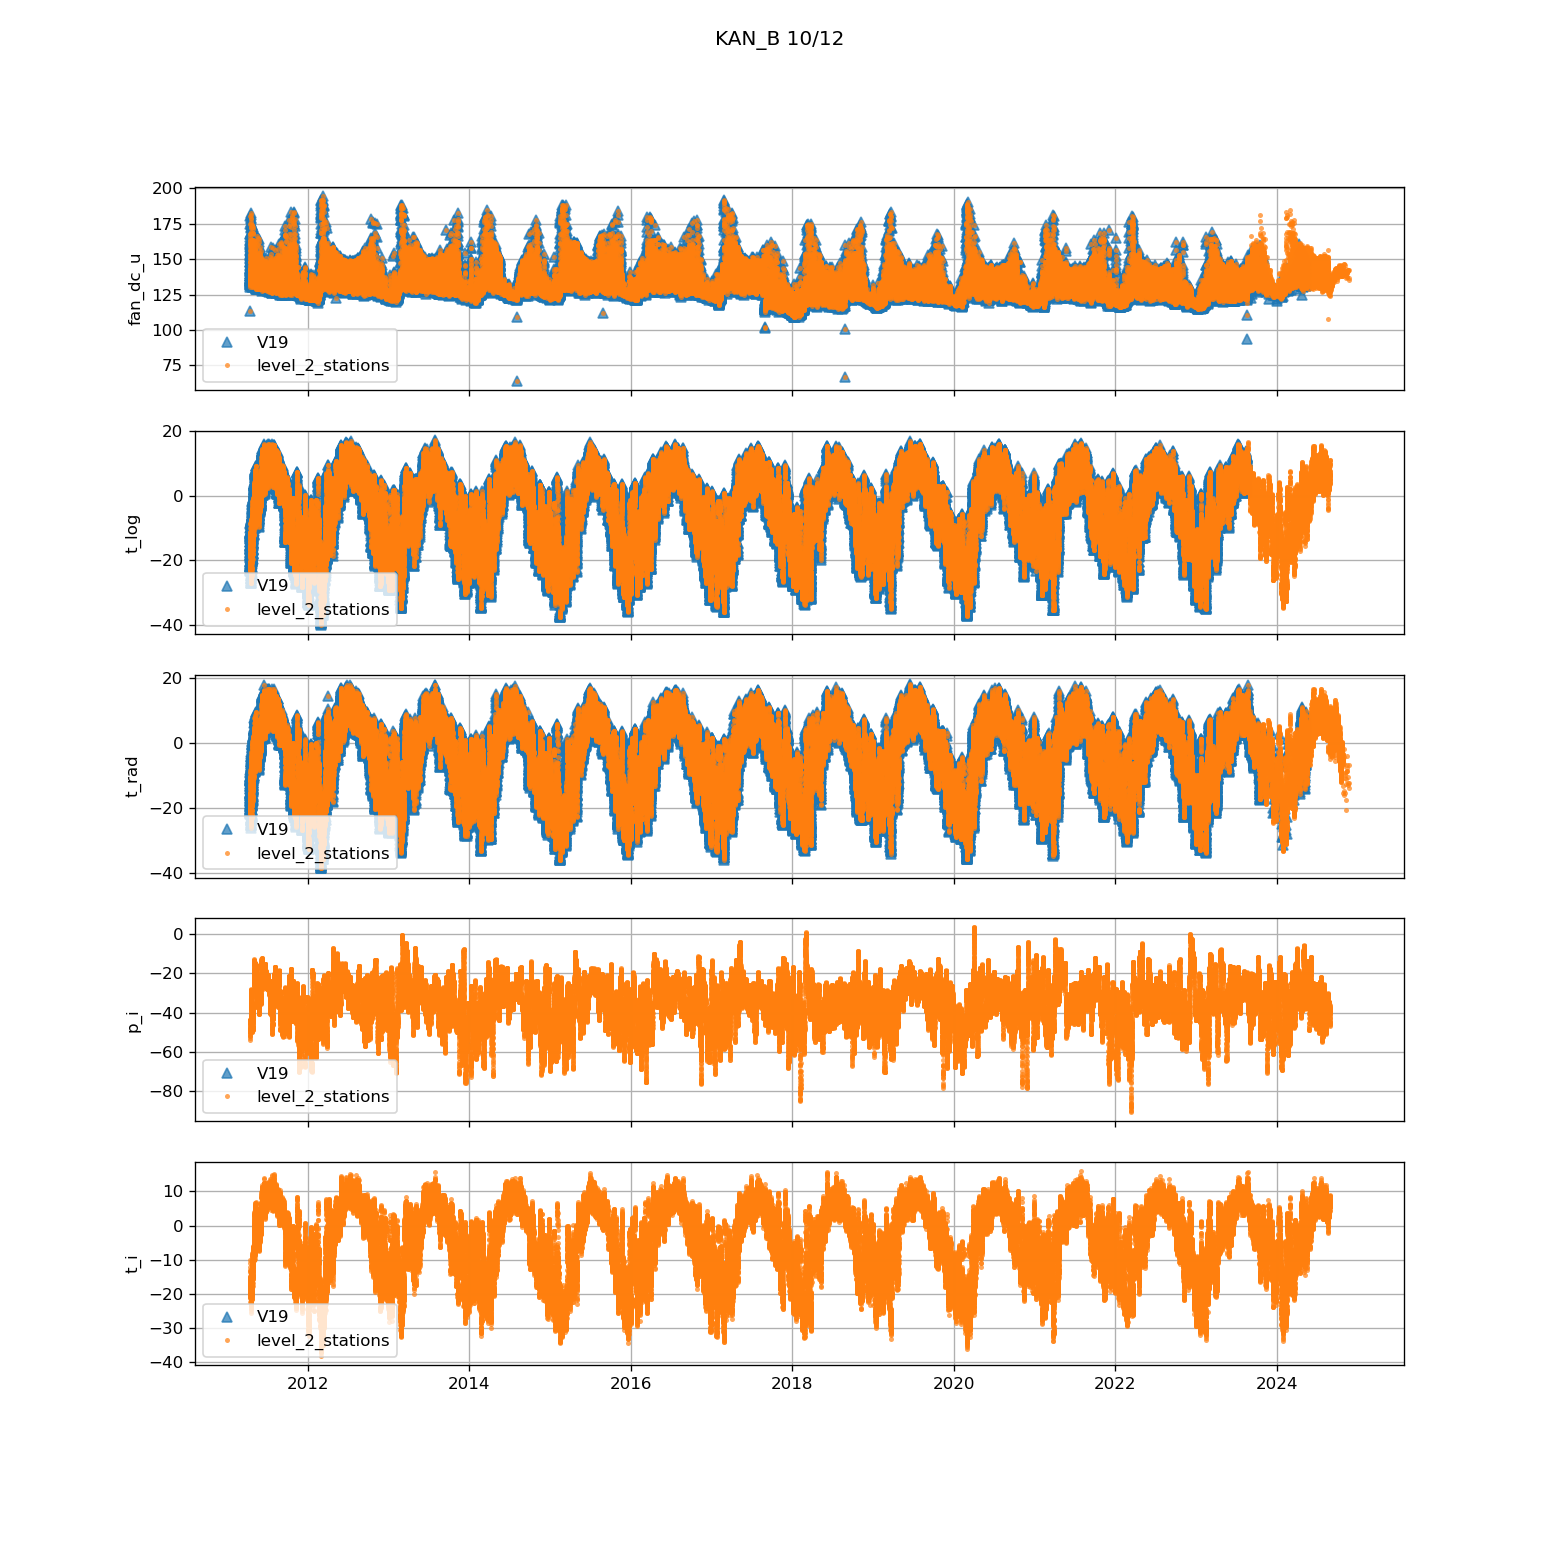 KAN_B 10/12
fan_dc_u
200
175
150
125
100
75
V19
level_2_stations
t_log
20
0
−20
−40
V19
level_2_stations
t_rad
20
0
−20
−40
V19
level_2_stations
p_i
0
−20
−40
−60
−80
V19
level_2_stations
t_i
10
0
−10
−20
−30
−40
V19
level_2_stations
2012 2014 2016 2018 2020 2022 2024